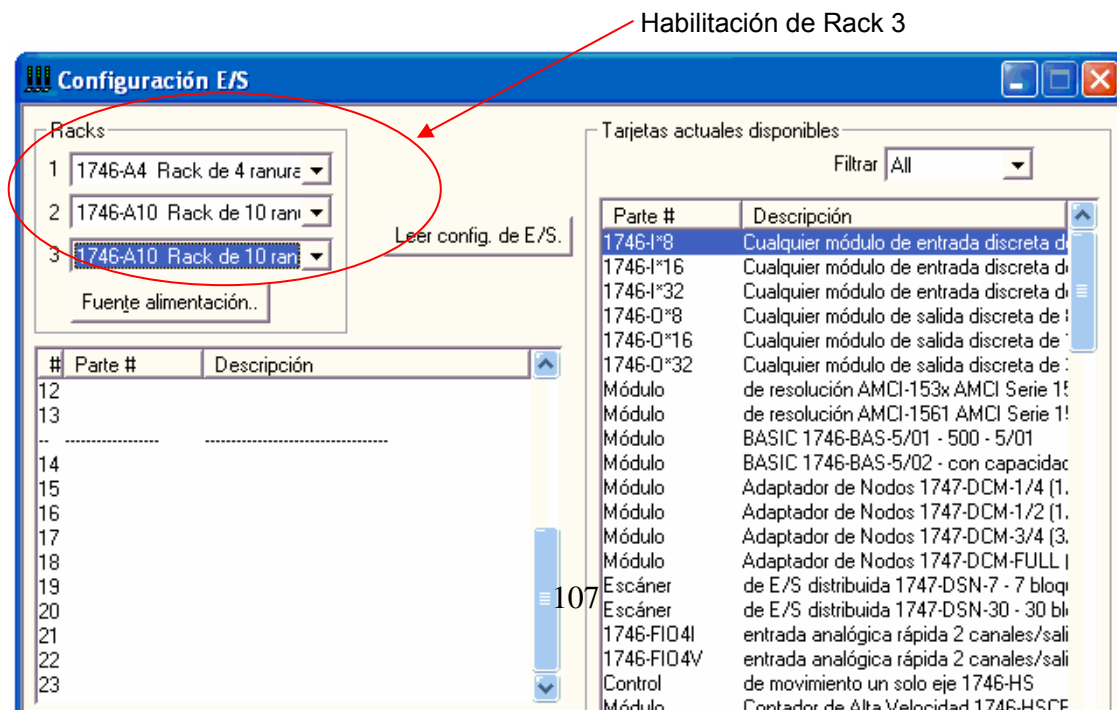 Habilitación de Rack 3
Configuración E/S
Racks
1 1746-A4 Rack de 4 ranura
2 1746-A10 Rack de 10 ran
3 1746-A10 Rack de 10 ran
Fuente alimentación..
Leer config. de E/S.
# Parte # Descripción
12
13
-- ------------------ -----------------------------------
14
15
16
17
18
19
20
21
22
23
107
Tarjetas actuales disponibles
Filtrar All
Parte # Descripción
1746-I*8 Cualquier módulo de entrada discreta d
1746-I*16 Cualquier módulo de entrada discreta d
1746-I*32 Cualquier módulo de entrada discreta d
1746-O*8 Cualquier módulo de salida discreta de
1746-O*16 Cualquier módulo de salida discreta de
1746-O*32 Cualquier módulo de salida discreta de
Módulo de resolución AMCI-153x AMCI Serie 15
Módulo de resolución AMCI-1561 AMCI Serie 1
Módulo BASIC 1746-BAS-5/01 - 500 - 5/01
Módulo BASIC 1746-BAS-5/02 - con capacidad
Módulo Adaptador de Nodos 1747-DCM-1/4 (1.
Módulo Adaptador de Nodos 1747-DCM-1/2 (1.
Módulo Adaptador de Nodos 1747-DCM-3/4 (3.
Módulo Adaptador de Nodos 1747-DCM-FULL (
Escáner de E/S distribuida 1747-DSN-7 - 7 bloq
Escáner de E/S distribuida 1747-DSN-30 - 30 bl
1746-FIO4I entrada analógica rápida 2 canales/sali
1746-FIO4V entrada analógica rápida 2 canales/sali
Control de movimiento un solo eje 1746-HS
Módulo Contador de Alta Velocidad 1746-HSCE